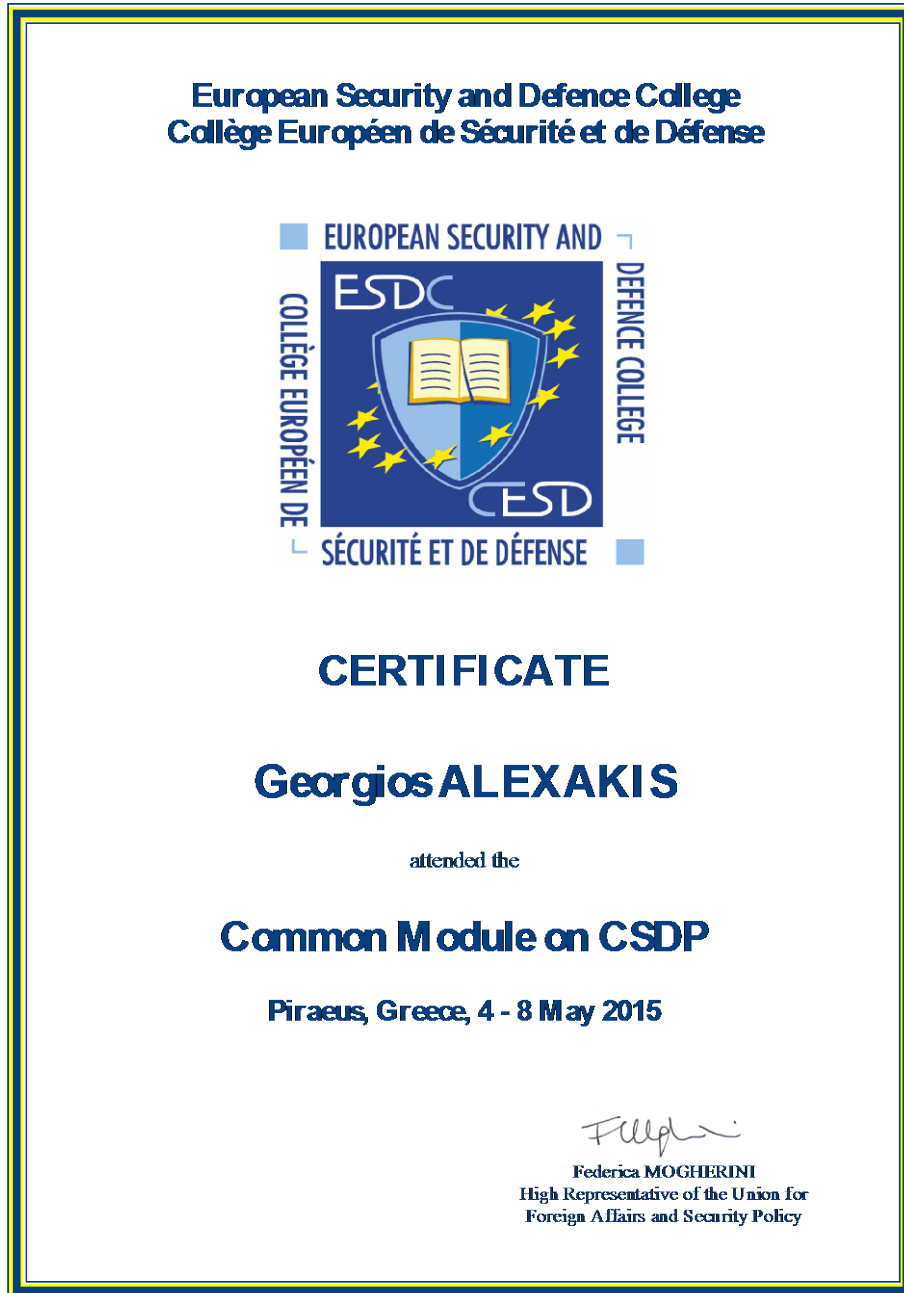 European Security and Defence College
Collège Européen de Sécurité et de Défense
EUROPEAN SECURITY AND
DEFENCE COLLEGE
COLLÈGE EUROPÉEN DE
SÉCURITÉ ET DE DÉFENSE
ESDC
CESD
CERTIFICATE
Georgios ALEXAKIS
attended the
Common Module on CSDP
Piraeus, Greece, 4 - 8 May 2015
Federica MOGHERINI
High Representative of the Union for
Foreign Affairs and Security Policy